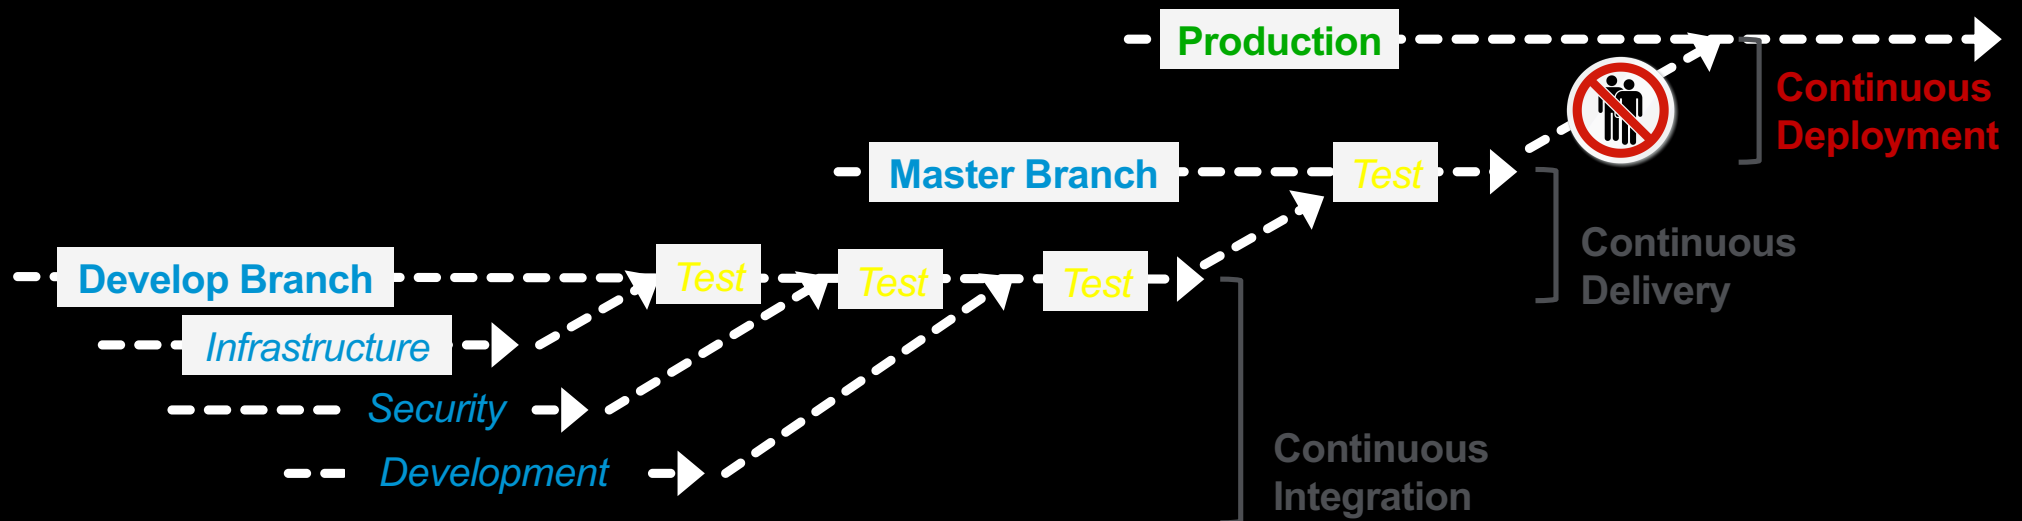 Production
Continuous
Deployment
Master Branch
Test
Continuous
Delivery
Develop Branch
Test
Test
Test
Infrastructure
Security
Development
Continuous
Integration